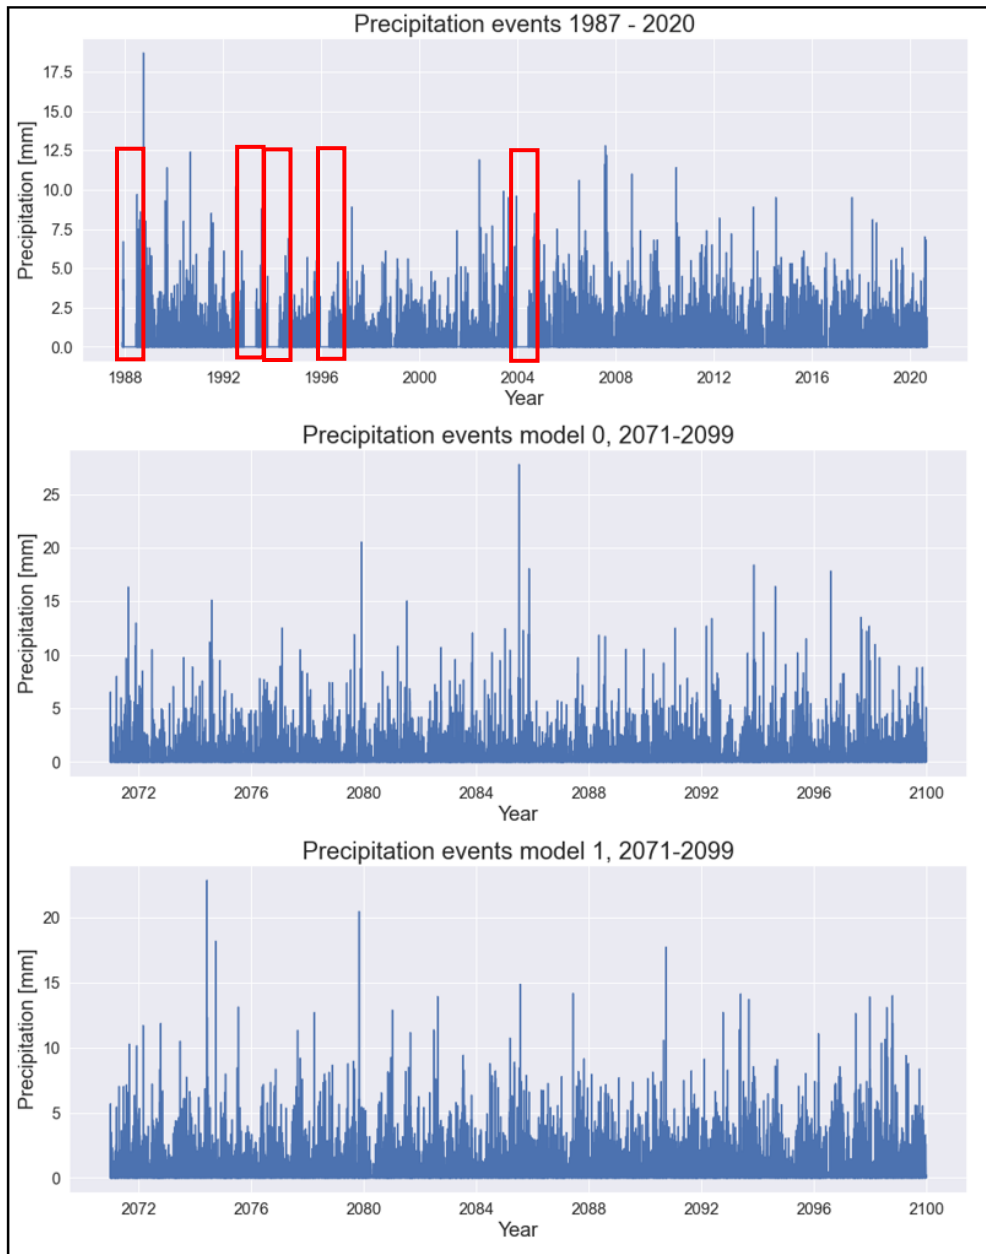 Precipitation events 1987 - 2020
Precipitation [mm]
17.5
15.0
12.5
10.0
7.5
5.0
2.5
0.0
1988 1992 1996 2000 2004 2008 2012 2016 2020
Year
Precipitation events model 0, 2071-2099
Precipitation [mm]
25
20
15
10
5
0
2072 2076 2080 2084 2088 2092 2096 2100
Year
Precipitation events model 1, 2071-2099
Precipitation [mm]
20
15
10
5
0
2072 2076 2080 2084 2088 2092 2096 2100
Year